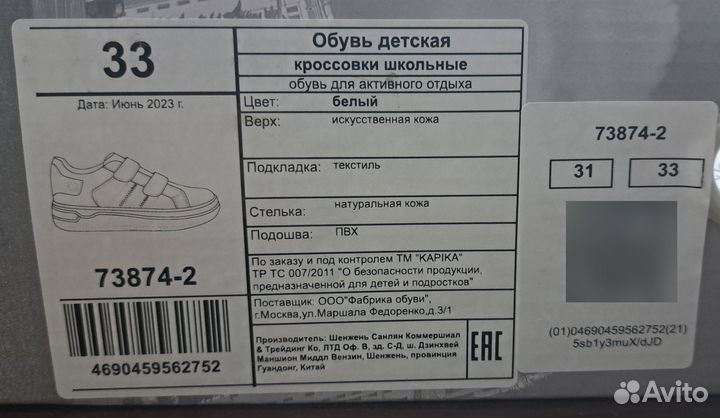 33
Дата: Июнь 2023 г.
73874-2
4690459562752
Обувь детская
кроссовки школьные
обувь для активного отдыха
Цвет: белый
Верх: искусственная кожа
Подкладка: текстиль
Стелька: натуральная кожа
Подошва: ПВХ
По заказу и под контролем ТМ "KAPIKA"
ТР ТС 007/2011 "О безопасности продукции,
предназначенной для детей и подростков"
Поставщик: ООО"Фабрика обуви",
г.Москва,ул.Маршала Федоренко,д.3/1
Производитель: Шенжень Санлян Коммершиал
& Трейдинг Ко, ЛТД Оф. В, зд. С-Д, ш. Дзинхвей
Маншион Миддл Вензин, Шенжень, провинция
Гуандонг, Китай
EAC
73874-2
31 33
(01)04690459562752(21)
5sb1y3muX/dJD
Avito